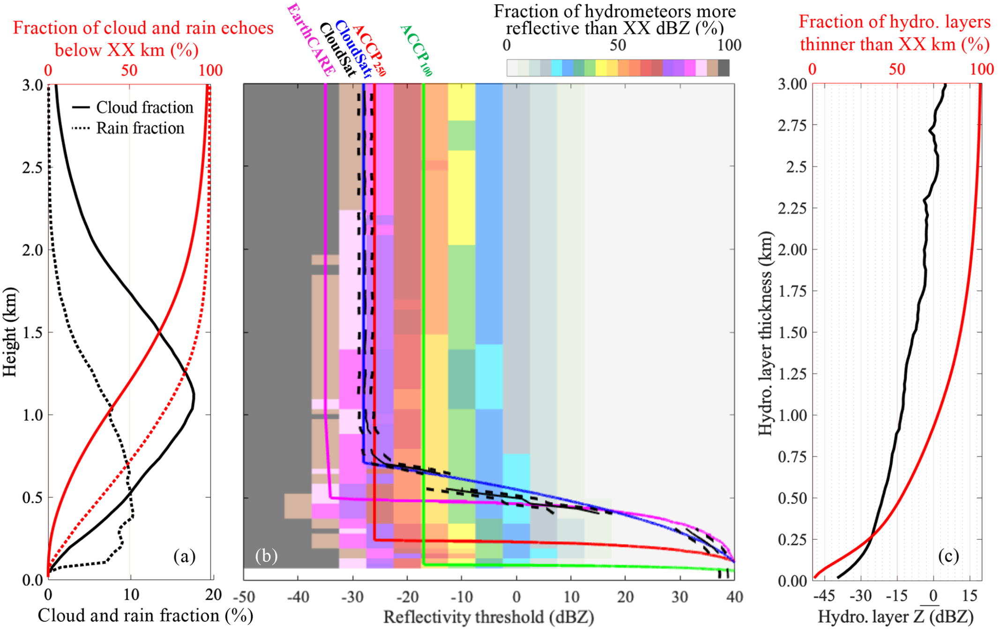 Fraction of cloud and rain echoes
below XX km (%)
0 50 100
3.0
2.5
2.0
1.5
1.0
0.5
0.0
Height (km)
Cloud fraction
Rain fraction
(a)
0 10 20
Cloud and rain fraction (%)
EarthCARE
CloudSat
CloudSatf
ACCP250
ACCP100
Fraction of hydrometeors more
reflective than XX dBZ (%)
0 50 100
(b)
-50 -40 -30 -20 -10 0 10 20 30 40
Reflectivity threshold (dBZ)
Fraction of hydro. layers
thinner than XX km (%)
0 50 100
3.00
2.75
2.5
2.25
2.00
1.75
1.50
1.25
1.00
0.75
0.50
0.25
0.00
Hydro. layer thickness (km)
(c)
-45 -30 -15 0 15
Hydro. layer Z (dBZ)